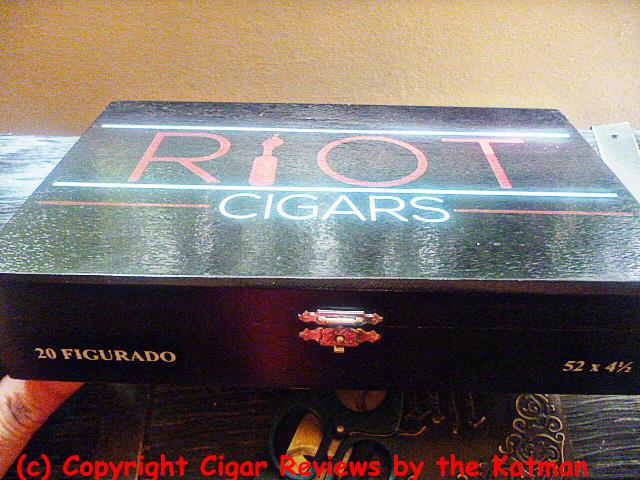 RIOT
CIGARS
20 FIGURADO
52 x 4½
(c) Copyright Cigar Reviews by the Katman